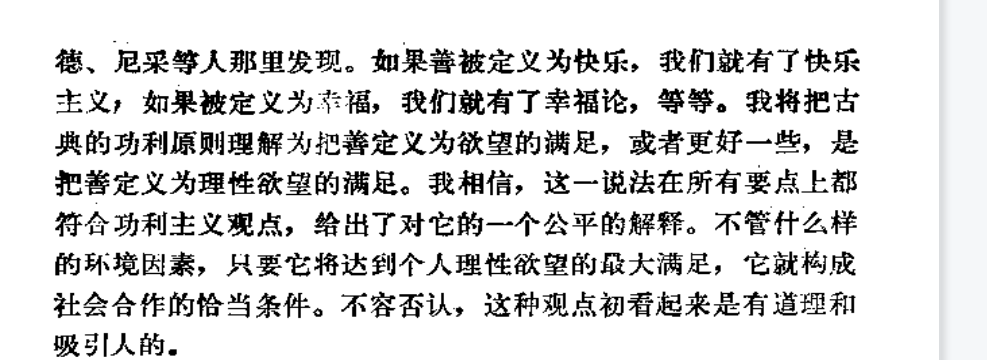 德、尼采等人那里发现。如果善被定义为快乐，我们就有了快乐
主义，如果被定义为幸福，我们就有了幸福论，等等。我将把古
典的功利原则理解为把善定义为欲望的满足，或者更好一些，是
把善定义为理性欲望的满足。我相信，这一说法在所有要点上都
符合功利主义观点，给出了对它的一个公平的解释。不管什么样
的环境因素，只要它将达到个人理性欲望的最大满足，它就构成
社会合作的恰当条件。不容否认，这种观点初看起来是有道理和
吸引人的。